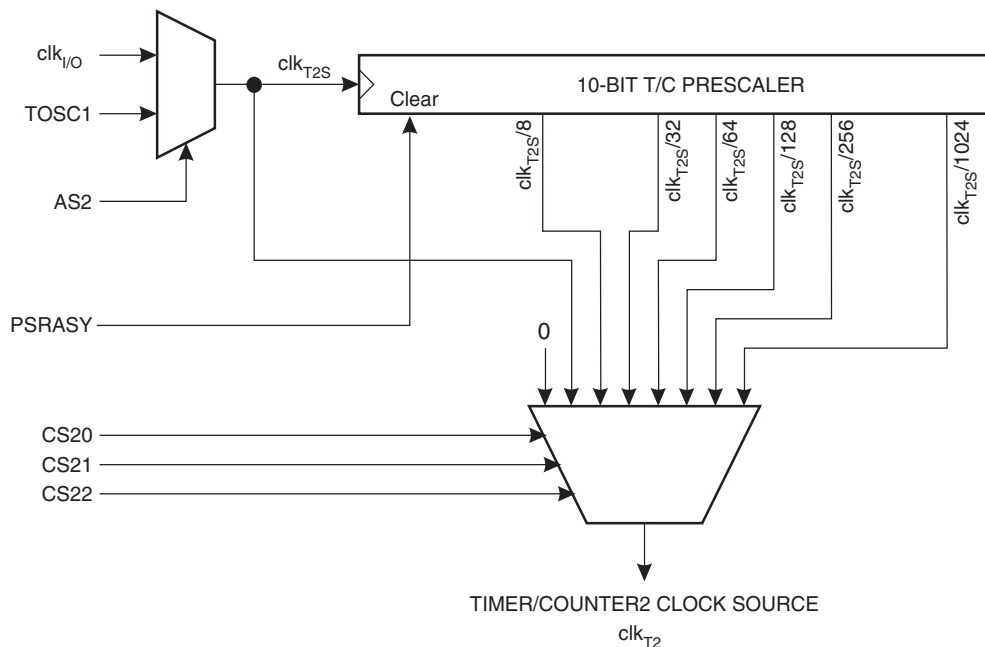 clkI/O
clkT2S
10-BIT T/C PRESCALER
TOSC1
Clear
clkT2S/8
clkT2S/32
clkT2S/64
clkT2S/128
clkT2S/256
clkT2S/1024
AS2
PSRASY
0
CS20
CS21
CS22
TIMER/COUNTER2 CLOCK SOURCE
clkT2